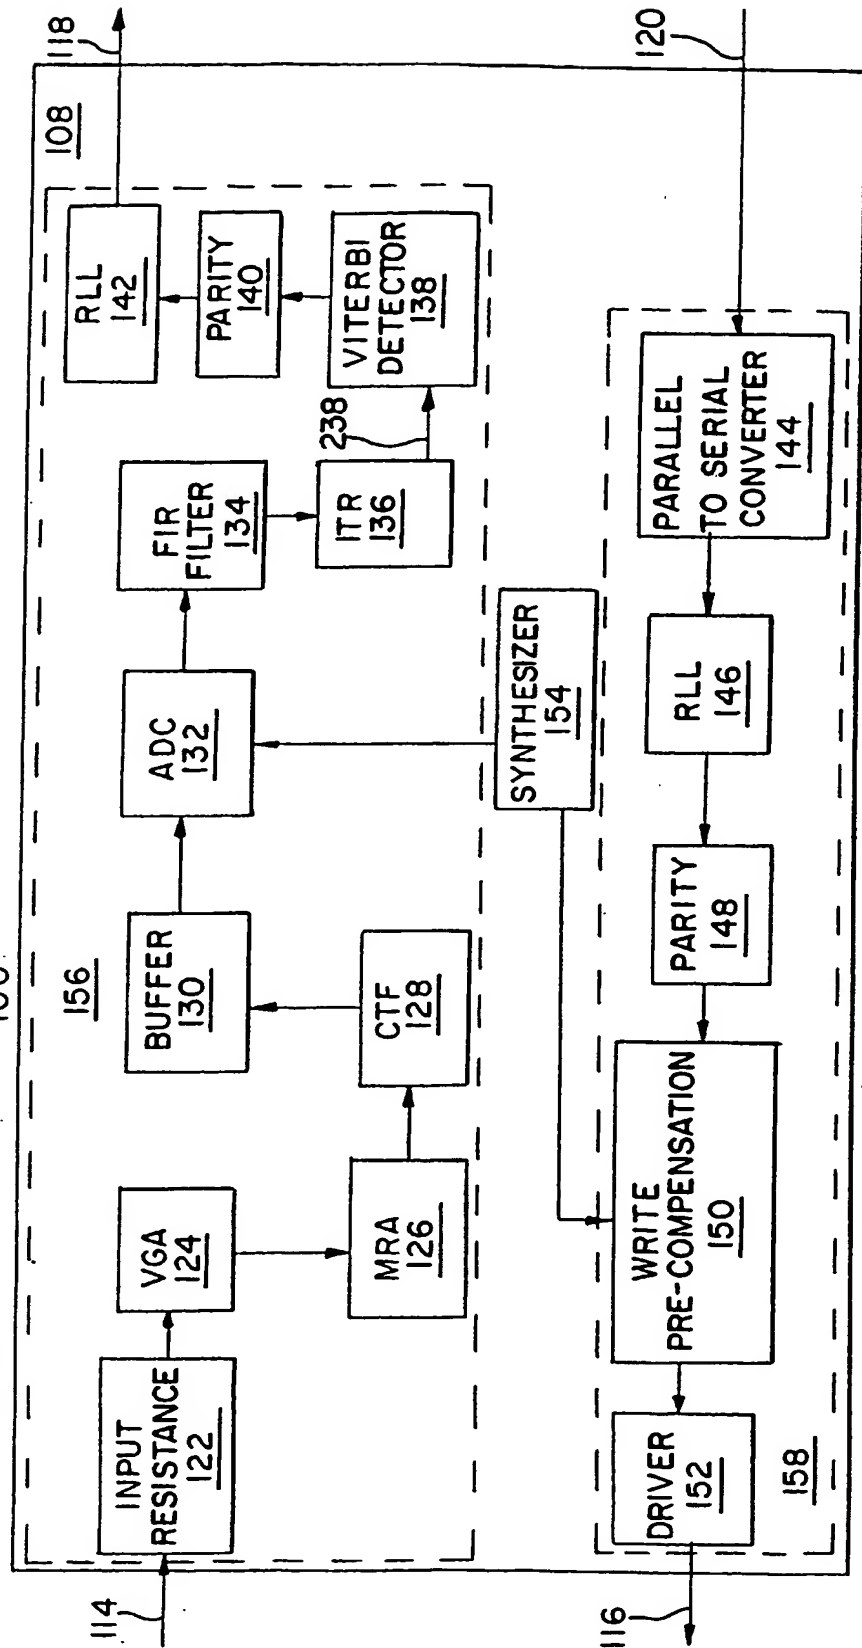 118
120
108
RLL
142
PARITY
140
VITERBI
DETECTOR
138
238
FIR
FILTER
134
ITR
136
ADC
132
156
BUFFER
130
CTF
128
VGA
124
MRA
126
INPUT
RESISTANCE
122
114
SYNTHESIZER
154
PARALLEL
TO SERIAL
CONVERTER
144
RLL
146
PARITY
148
WRITE
PRE-COMPENSATION
150
DRIVER
152
158
116